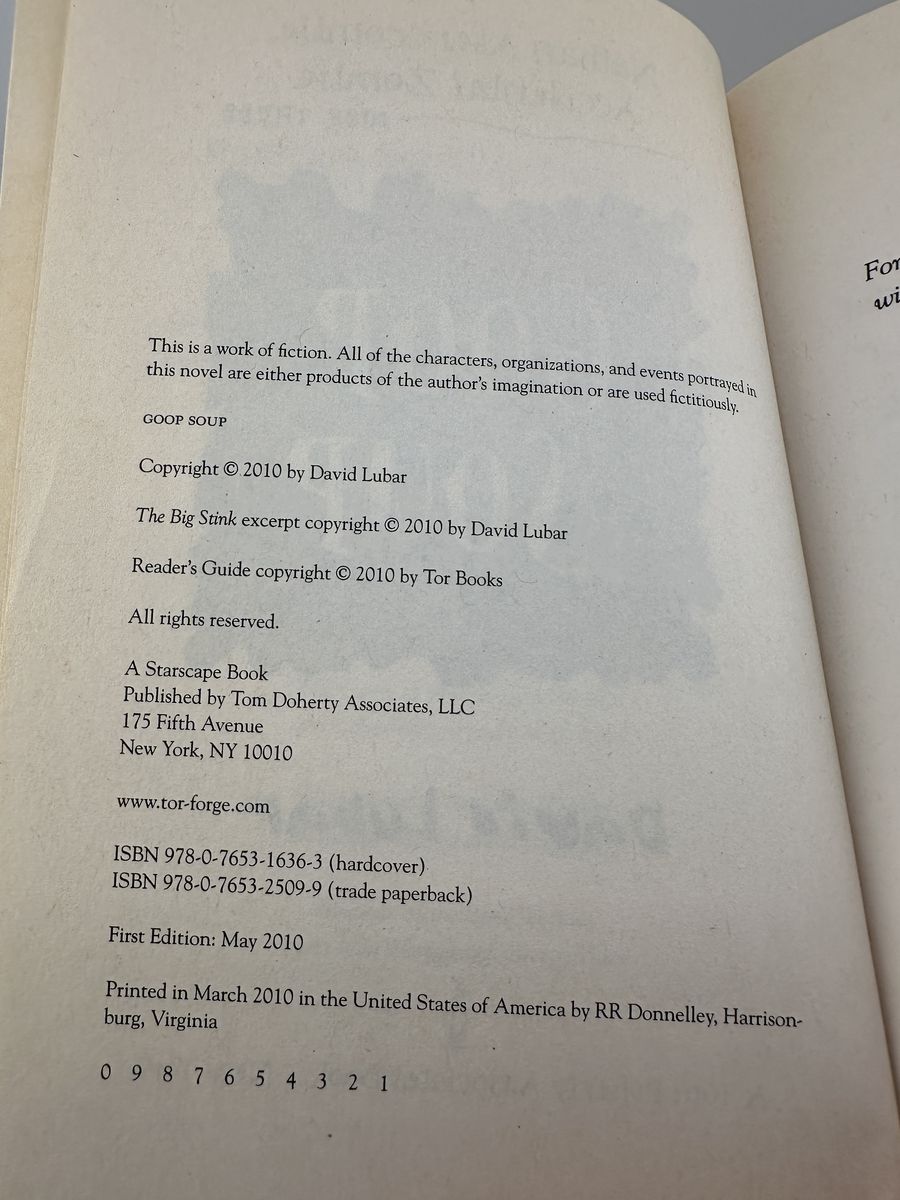 This is a work of fiction. All of the characters, organizations, and events portrayed in
this novel are either products of the author's imagination or are used fictitiously.
GOOP SOUP
Copyright © 2010 by David Lubar
The Big Stink excerpt copyright © 2010 by David Lubar
Reader's Guide copyright © 2010 by Tor Books
All rights reserved.
A Starscape Book
Published by Tom Doherty Associates, LLC
175 Fifth Avenue
New York, NY 10010
www.tor-forge.com
ISBN 978-0-7653-1636-3 (hardcover)
ISBN 978-0-7653-2509-9 (trade paperback)
First Edition: May 2010
Printed in March 2010 in the United States of America by RR Donnelley, Harrison-
burg, Virginia
0 9 8 7 6 5 4 3 2 1
For